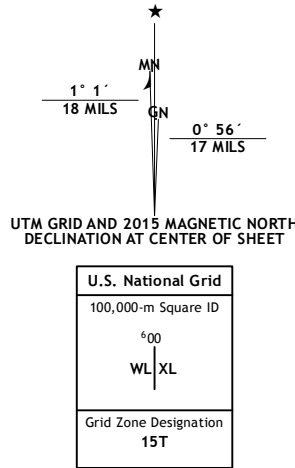 ★
MN
1° 1´
18 MILS
GN
0° 56´
17 MILS
UTM GRID AND 2015 MAGNETIC NORTH
DECLINATION AT CENTER OF SHEET
U.S. National Grid
100,000-m Square ID
⁶00
WL XL
Grid Zone Designation
15T